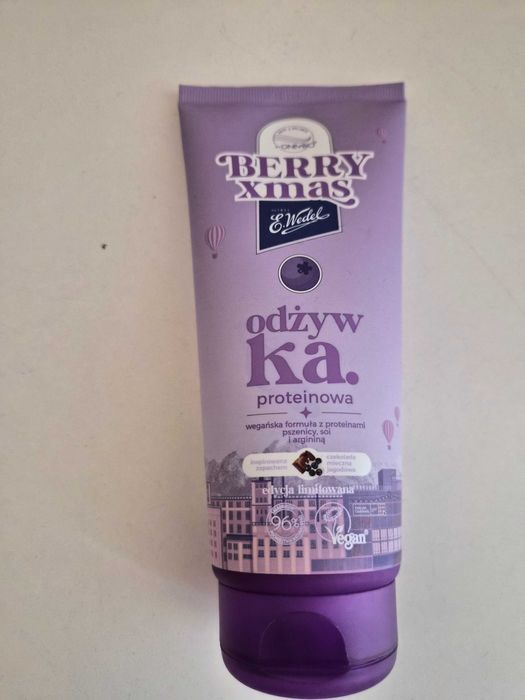 BERRY
xmas
E.Wedel
odżyw
ka.
proteinowa
wegańska formuła z proteinami
pszenicy, soi
i argininą
inspirowana
zapachem
czekolada
mleczna
jagodowa
edycja limitowana
96%
Vegan